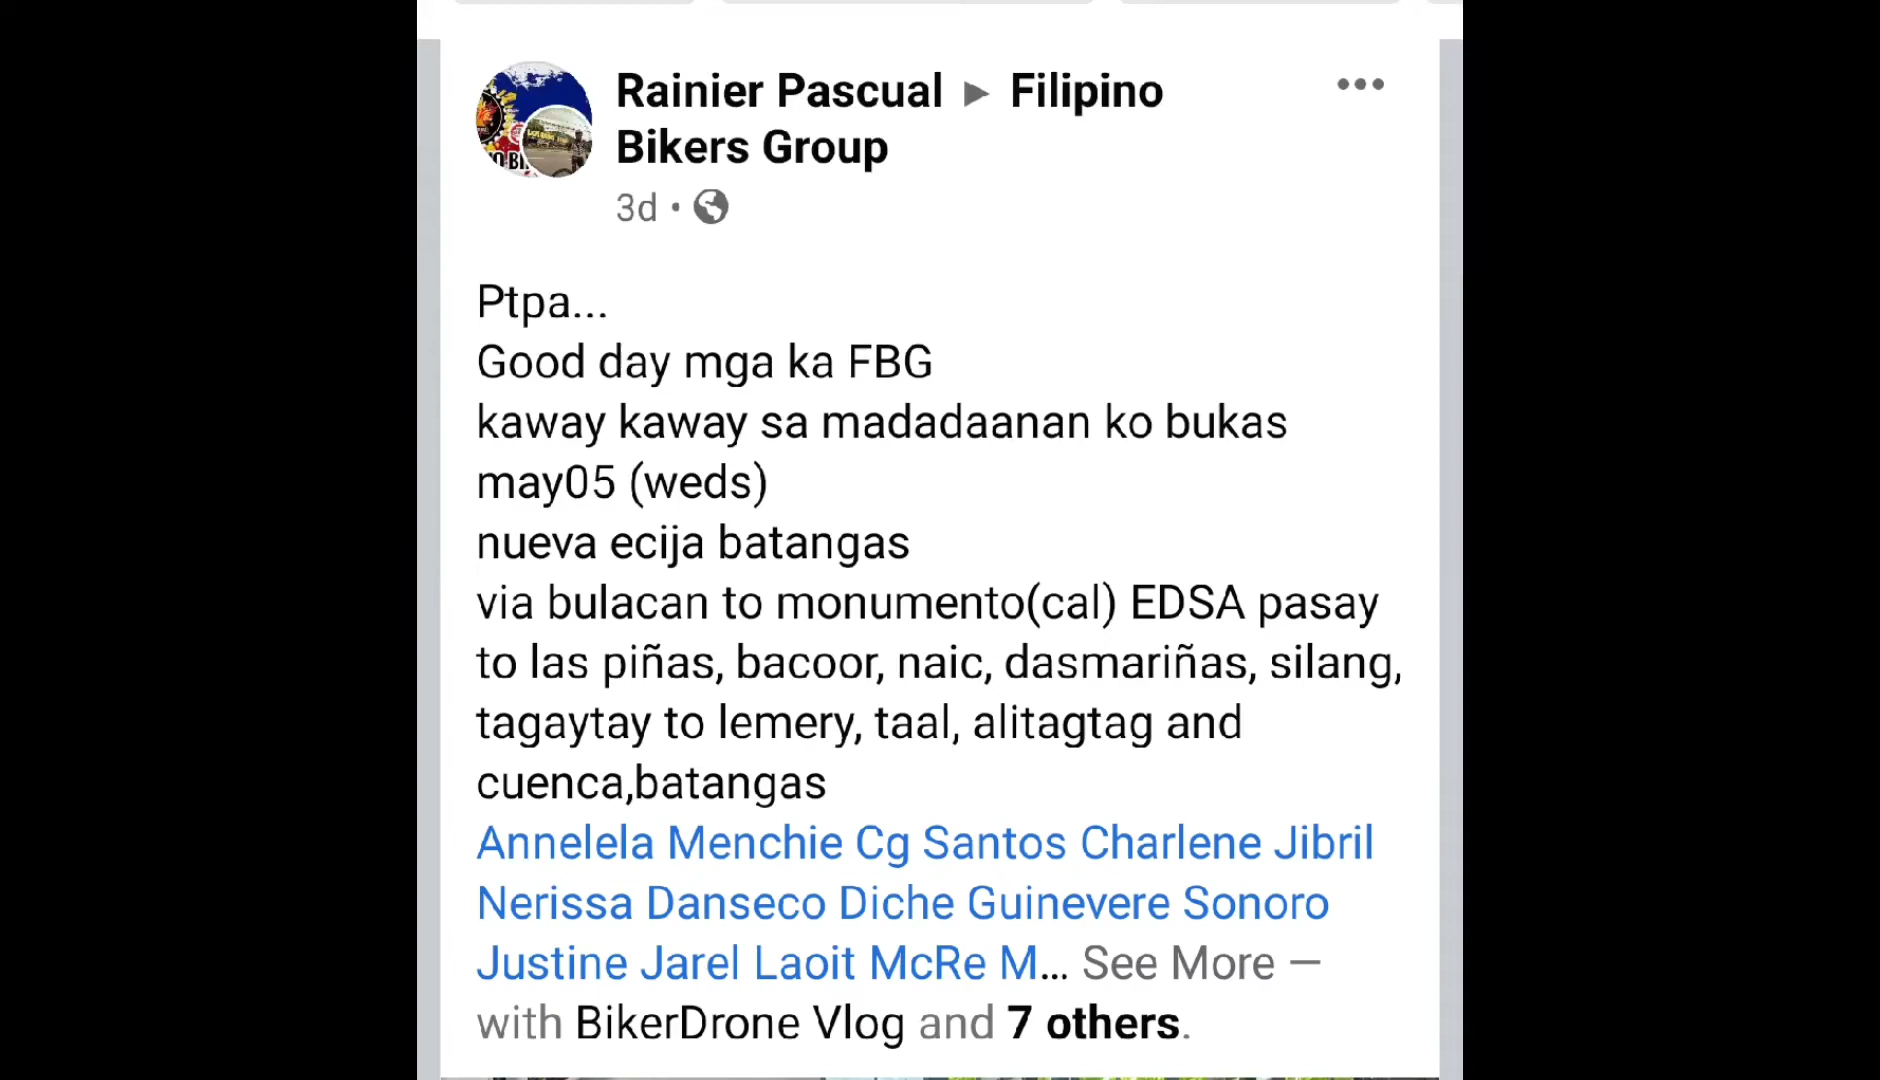 Rainier Pascual ▸ Filipino
Bikers Group
3d •
Ptpa...
Good day mga ka FBG
kaway kaway sa madadaanan ko bukas
may05 (weds)
nueva ecija batangas
via bulacan to monumento(cal) EDSA pasay
to las piñas, bacoor, naic, dasmariñas, silang,
tagaytay to lemery, taal, alitagtag and
cuenca,batangas
Annelela Menchie Cg Santos Charlene Jibril
Nerissa Danseco Diche Guinevere Sonoro
Justine Jarel Laoit McRe M... See More —
with BikerDrone Vlog and 7 others.